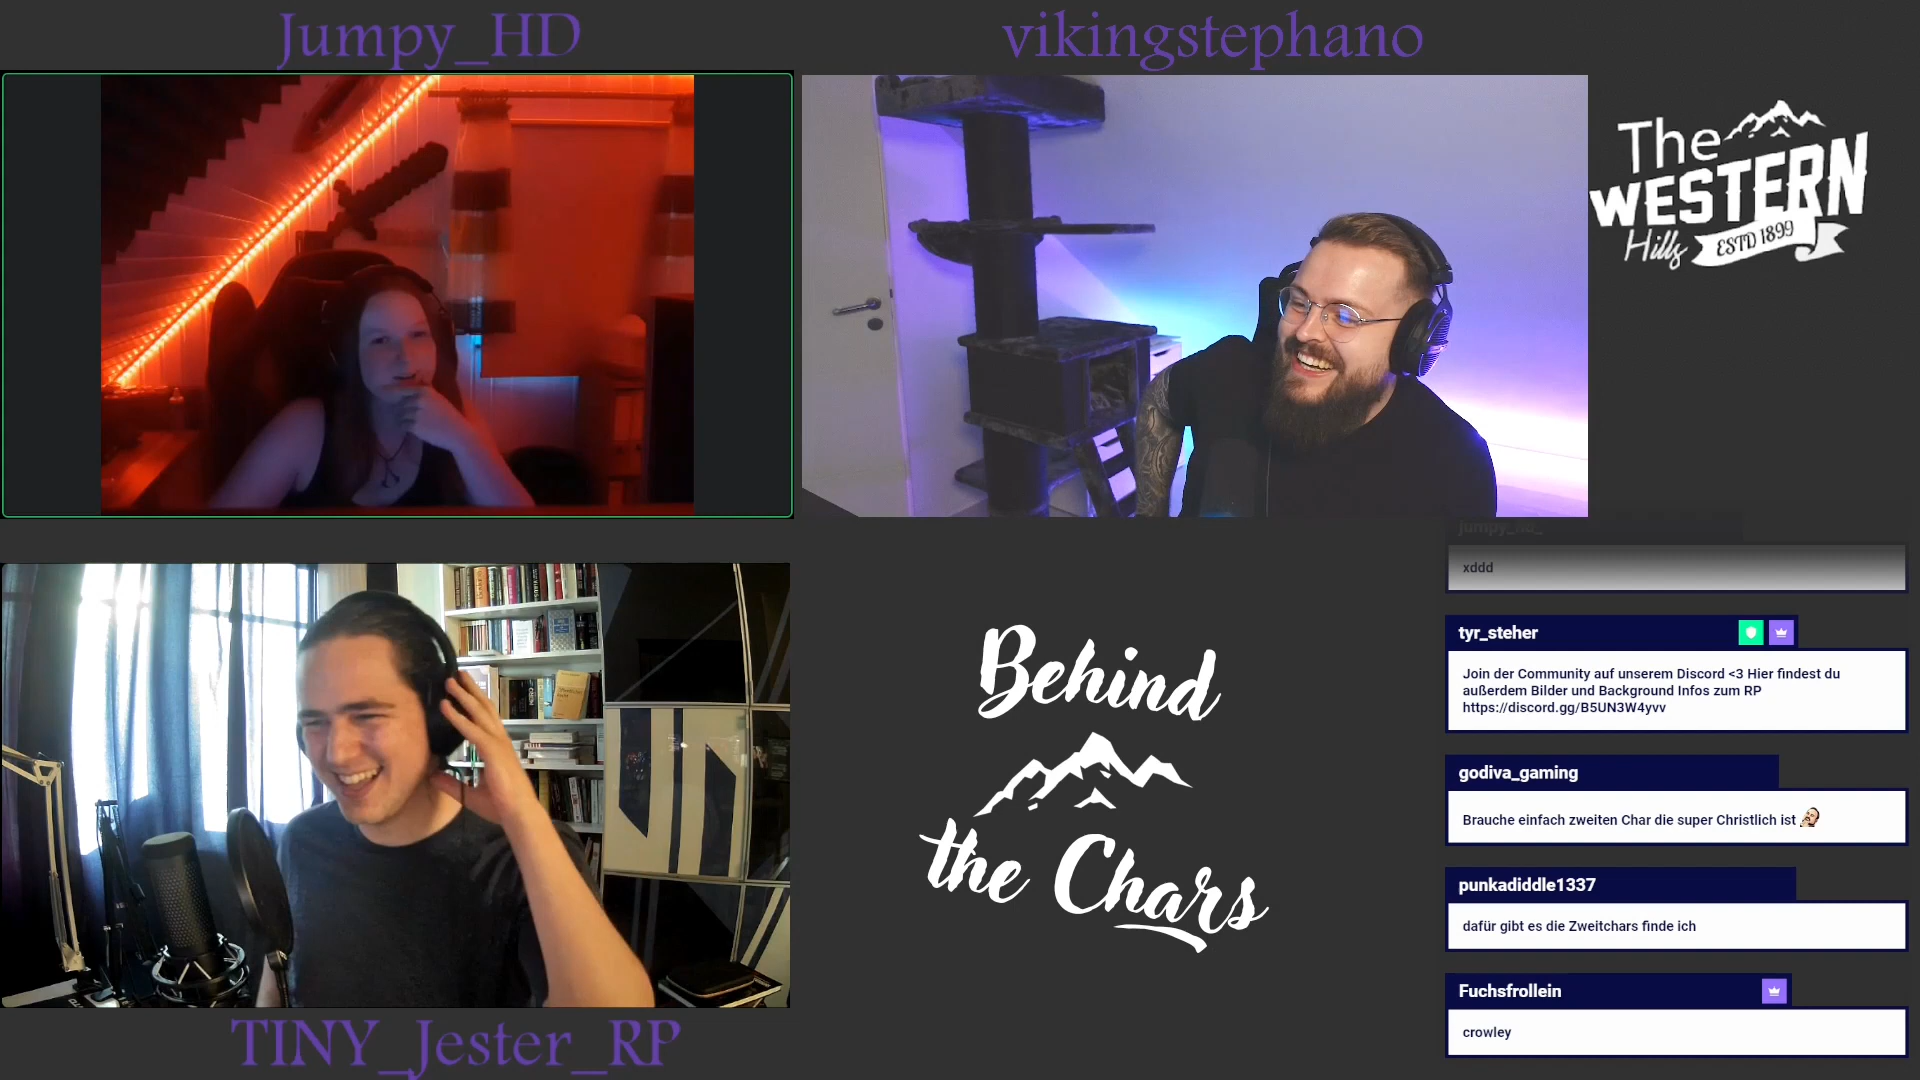 Jumpy_HD
vikingstephano
The
WESTERN
Hills
ESTD 1899
xddd
tyr_steher
Join der Community auf unserem Discord <3 Hier findest du
außerdem Bilder und Background Infos zum RP
https://discord.gg/B5UN3W4yvv
godiva_gaming
Brauche einfach zweiten Char die super Christlich ist
punkadiddle1337
dafür gibt es die Zweitchars finde ich
Fuchsfrollein
crowley
Behind
the Chars
TINY_Jester_RP